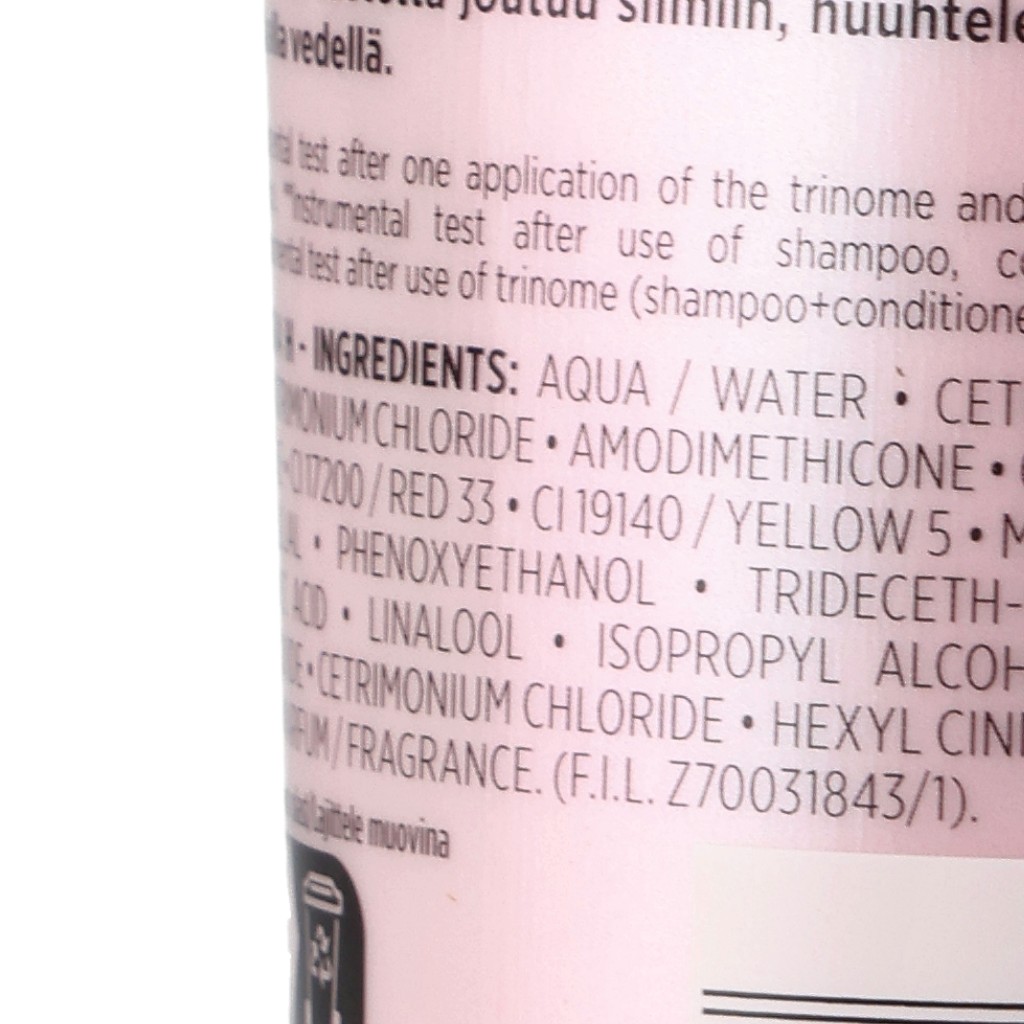 joutuu silmiin, huuhtele
vedellä.
test after one application of the trinome and
**Instrumental test after use of shampoo,
test after use of trinome (shampoo+conditione
- INGREDIENTS: AQUA / WATER • CET
CHLORIDE • AMODIMETHICONE •
17200 / RED 33 • CI 19140 / YELLOW 5 • M
• PHENOXYETHANOL • TRIDECETH-
ACID • LINALOOL • ISOPROPYL ALCOH
• CETRIMONIUM CHLORIDE • HEXYL CIN
/ FRAGRANCE. (F.I.L. Z70031843/1).
Lajittele muovina